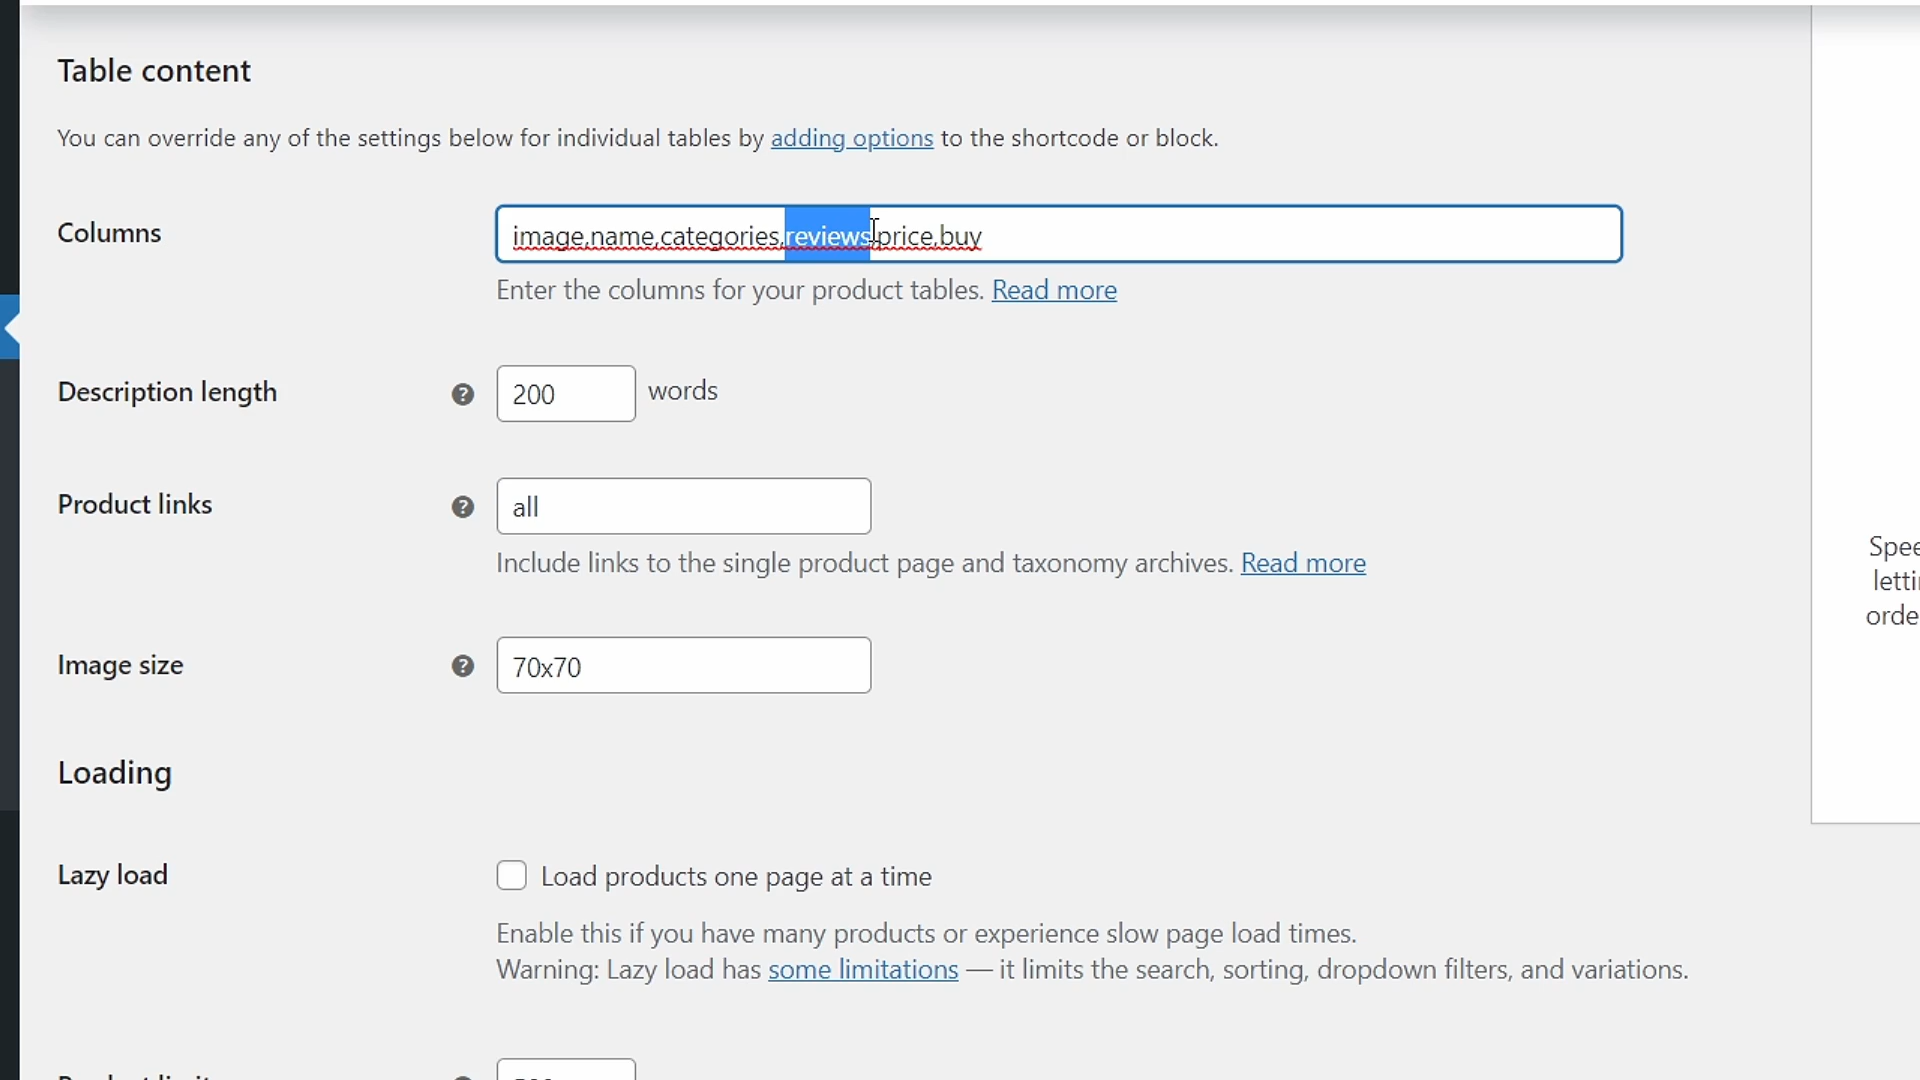 Table content
You can override any of the settings below for individual tables by adding options to the shortcode or block.
Columns
image,name,categories,reviews,price,buy
Enter the columns for your product tables. Read more
Description length
200 words
Product links
all
Include links to the single product page and taxonomy archives. Read more
Image size
70x70
Loading
Lazy load
Load products one page at a time
Enable this if you have many products or experience slow page load times.
Warning: Lazy load has some limitations — it limits the search, sorting, dropdown filters, and variations.